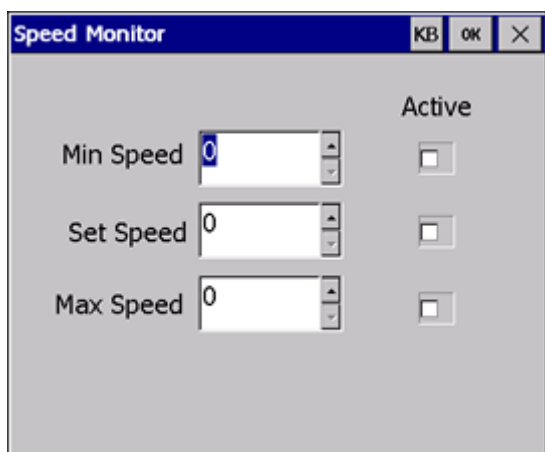 Speed Monitor KB OK ×
Active
Min Speed 0
Set Speed 0
Max Speed 0